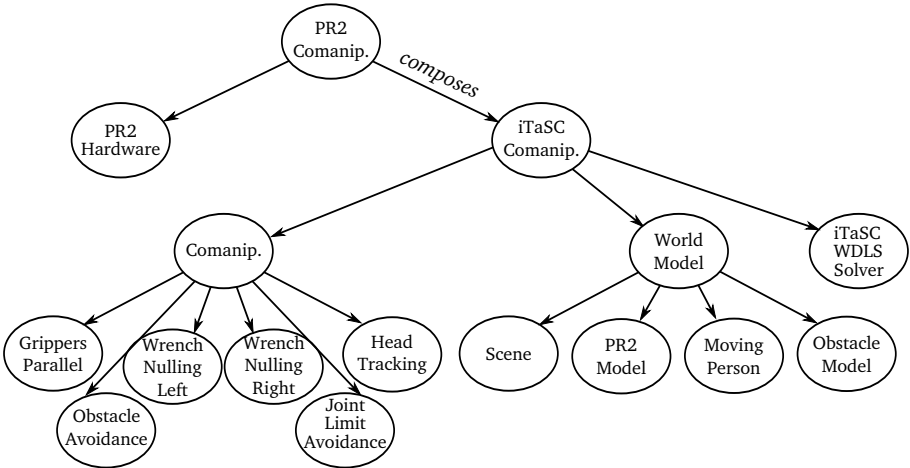 PR2
Comanip.
composes
PR2
Hardware
iTaSC
Comanip.
Comanip.
World
Model
iTaSC
WDLS
Solver
Grippers
Parallel
Wrench
Nulling
Left
Wrench
Nulling
Right
Head
Tracking
Scene
PR2
Model
Moving
Person
Obstacle
Model
Obstacle
Avoidance
Joint
Limit
Avoidance